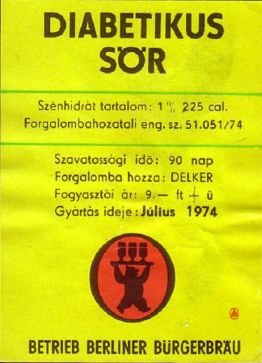 DIABETIKUS
SÖR
Szénhidrát tartalom: 1% 225 cal.
Forgalombahozatali eng. sz. 51.051/74
Szavatossági idö: 90 nap
Forgalomba hozza: DELKER
Fogyasztói ár: 9.— ft + ü
Gyártás ideje: Július 1974
BETRIEB BERLINER BÜRGERBRÄU